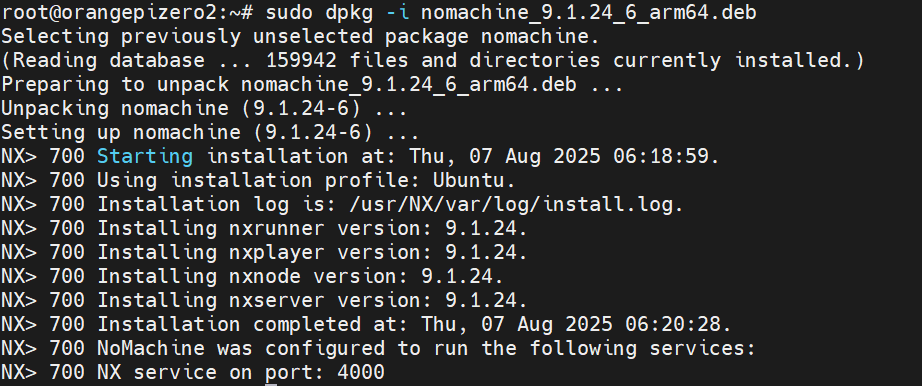 root@orangepizero2:~# sudo dpkg -i nomachine_9.1.24_6_arm64.deb
Selecting previously unselected package nomachine.
(Reading database ... 159942 files and directories currently installed.)
Preparing to unpack nomachine_9.1.24_6_arm64.deb ...
Unpacking nomachine (9.1.24-6) ...
Setting up nomachine (9.1.24-6) ...
NX> 700 Starting installation at: Thu, 07 Aug 2025 06:18:59.
NX> 700 Using installation profile: Ubuntu.
NX> 700 Installation log is: /usr/NX/var/log/install.log.
NX> 700 Installing nxrunner version: 9.1.24.
NX> 700 Installing nxplayer version: 9.1.24.
NX> 700 Installing nxnode version: 9.1.24.
NX> 700 Installing nxserver version: 9.1.24.
NX> 700 Installation completed at: Thu, 07 Aug 2025 06:20:28.
NX> 700 NoMachine was configured to run the following services:
NX> 700 NX service on port: 4000